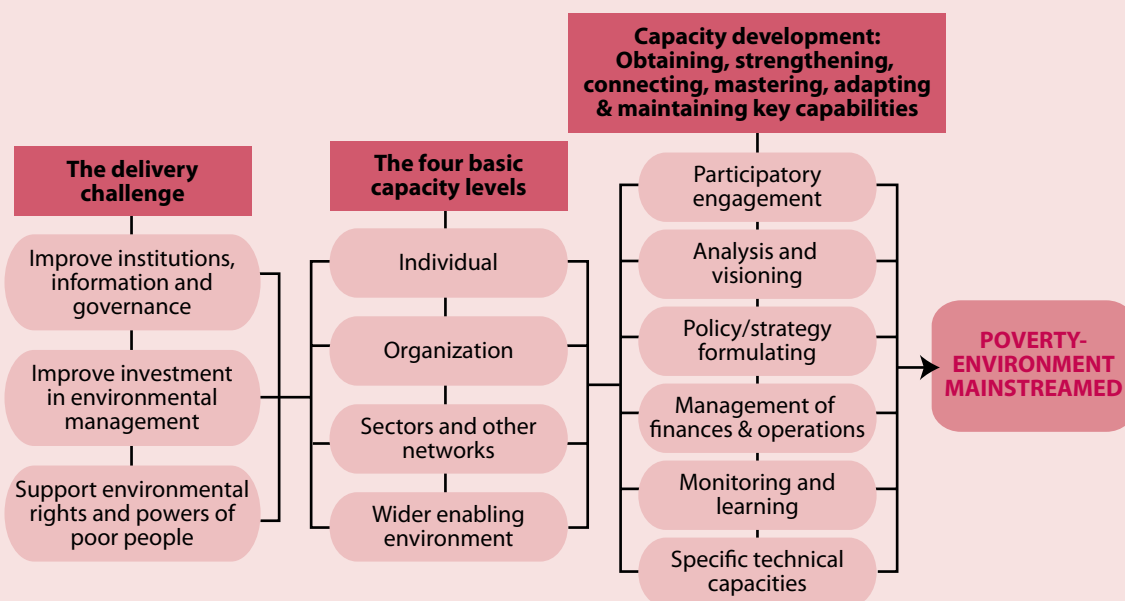 The delivery
challenge
Improve institutions,
information and
governance
Improve investment
in environmental
management
Support environmental
rights and powers of
poor people
The four basic
capacity levels
Individual
Organization
Sectors and other
networks
Wider enabling
environment
Capacity development:
Obtaining, strengthening,
connecting, mastering, adapting
& maintaining key capabilities
Participatory
engagement
Analysis and
visioning
Policy/strategy
formulating
Management of
finances & operations
Monitoring and
learning
Specific technical
capacities
POVERTY-
ENVIRONMENT
MAINSTREAMED